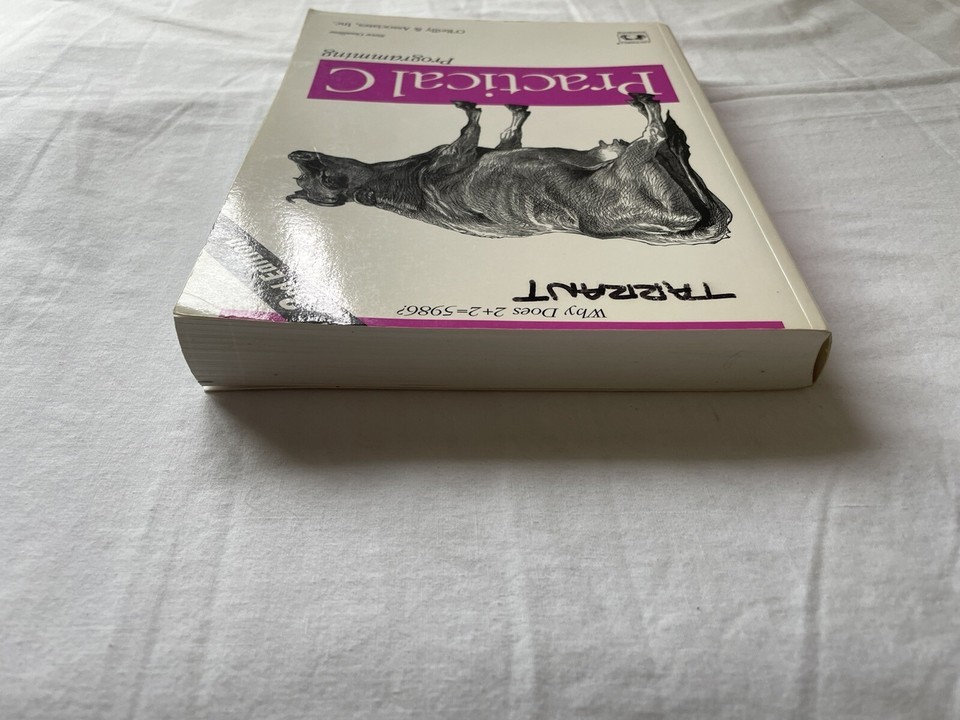 Why Does 2+2=5986?
TARRANT
Practical C
Programming
Steve Oualline
O'Reilly & Associates, Inc.